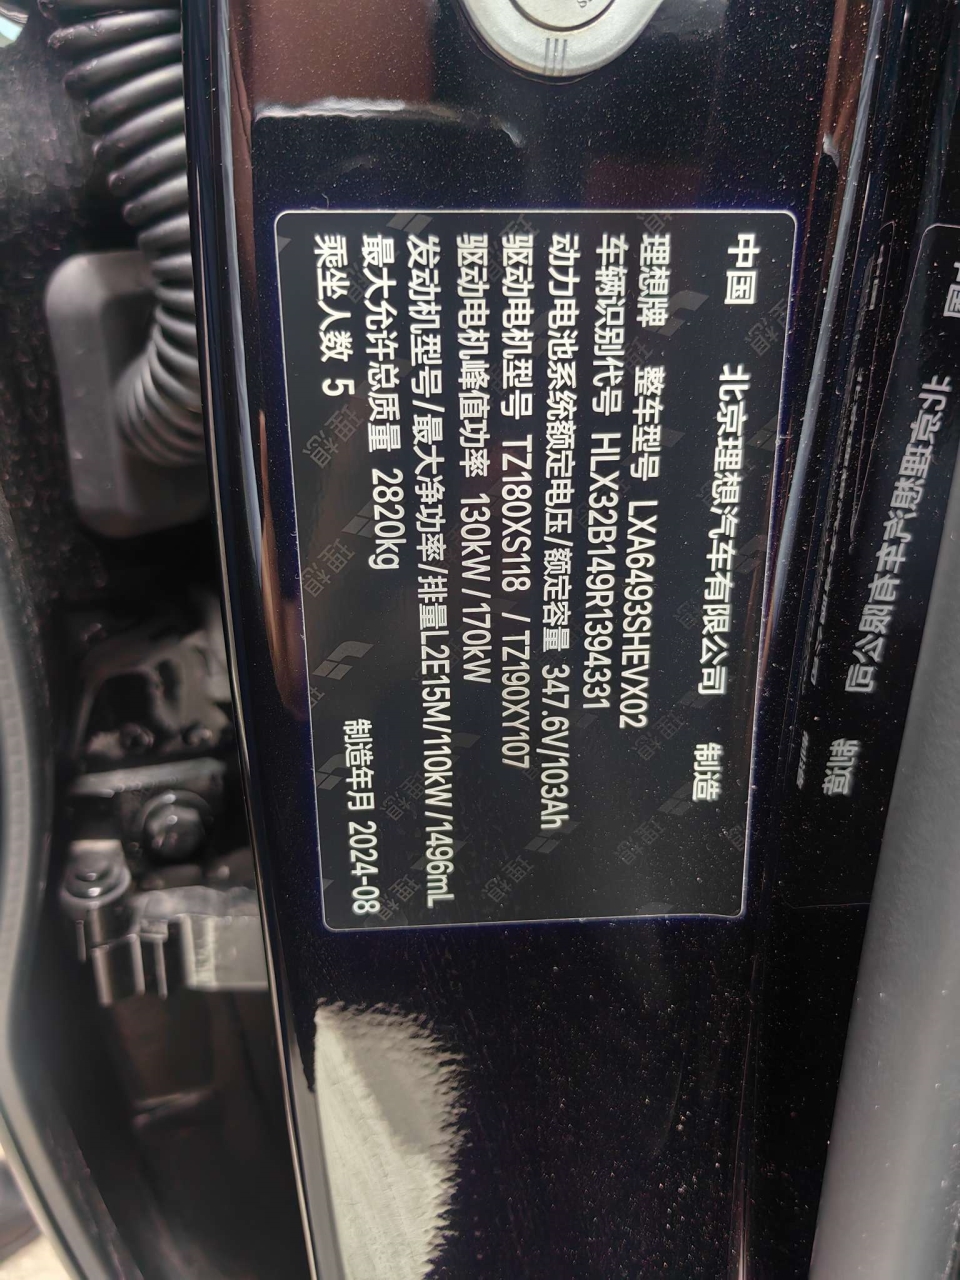 中国 北京理想汽车有限公司 制造
理想牌 整车型号 LXA6493SHEVX02
车辆识别代号 HLX32B149R1394331
动力电池系统额定电压/额定容量 347.6V/103Ah
驱动电机型号 TZ180XS118 / TZ190XY107
驱动电机峰值功率 130kW /170kW
发动机型号/最大净功率/排量L2E15M/110kW/1496mL
最大允许总质量 2820kg
乘坐人数 5 制造年月 2024-08